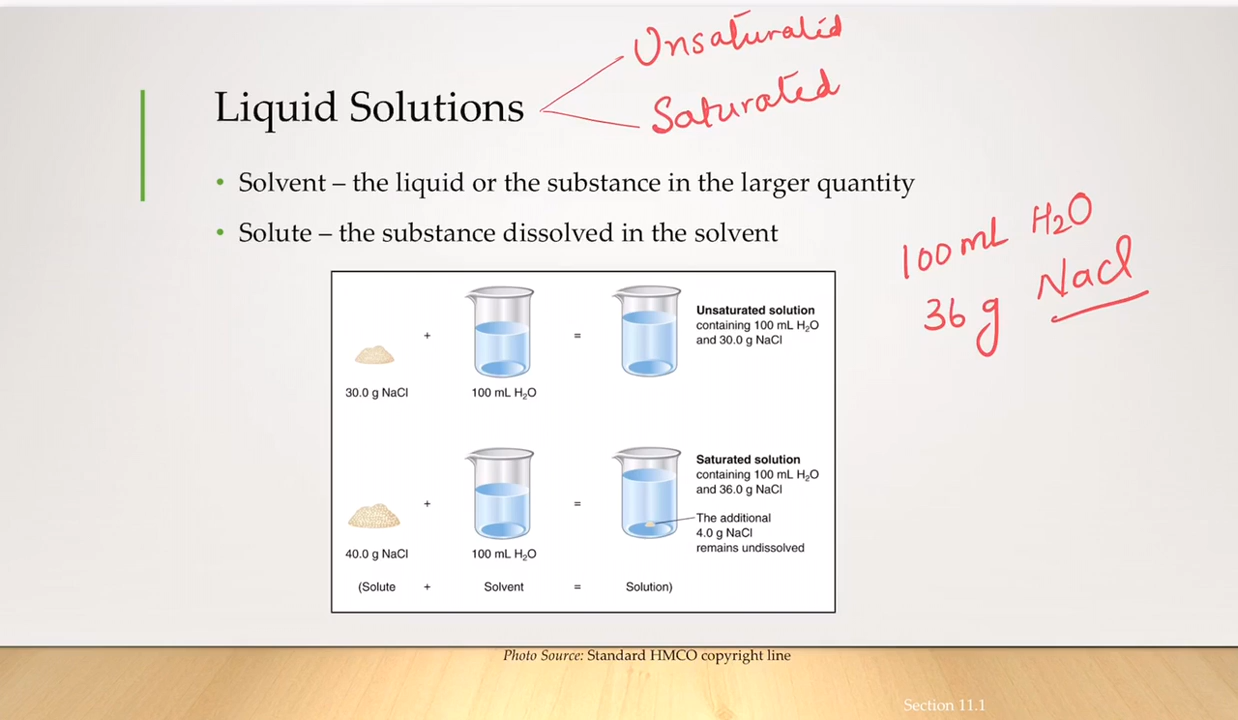 Unsaturatid
Liquid Solutions
Saturated
• Solvent – the liquid or the substance in the larger quantity
• Solute – the substance dissolved in the solvent
100 mL H₂O
36 g NaCl
Unsaturated solution
containing 100 mL H₂O
and 30.0 g NaCl
+
=
30.0 g NaCl
100 mL H₂O
Saturated solution
containing 100 mL H₂O
and 36.0 g NaCl
The additional
4.0 g NaCl
remains undissolved
+
=
40.0 g NaCl
100 mL H₂O
(Solute + Solvent = Solution)
Photo Source: Standard HMCO copyright line
Section 11.1